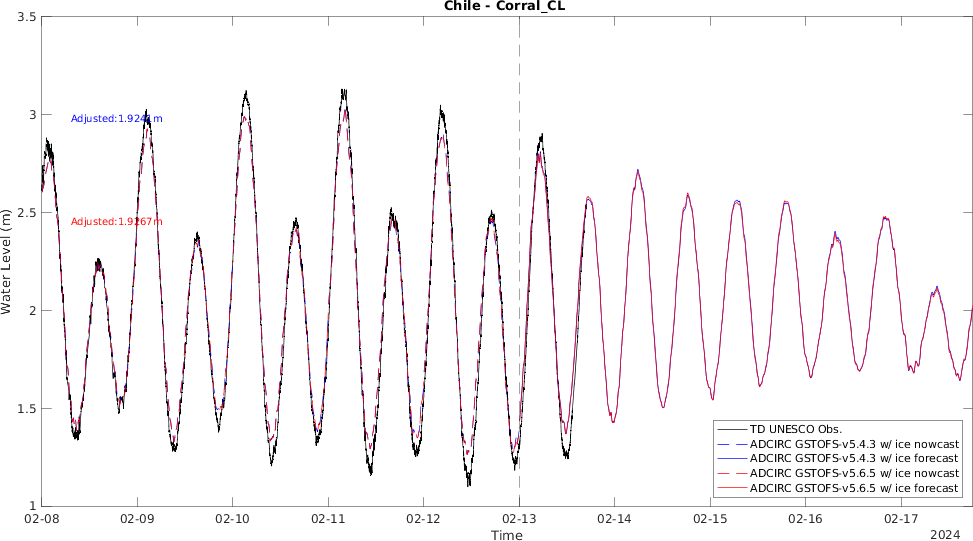 Chile - Corral_CL
3.5
3
2.5
2
1.5
1
Water Level (m)
Adjusted:1.9267m
TD UNESCO Obs.
ADCIRC GSTOFS-v5.4.3 w/ ice nowcast
ADCIRC GSTOFS-v5.4.3 w/ ice forecast
ADCIRC GSTOFS-v5.6.5 w/ ice nowcast
ADCIRC GSTOFS-v5.6.5 w/ ice forecast
02-08 02-09 02-10 02-11 02-12 02-13 02-14 02-15 02-16 02-17
Time
2024